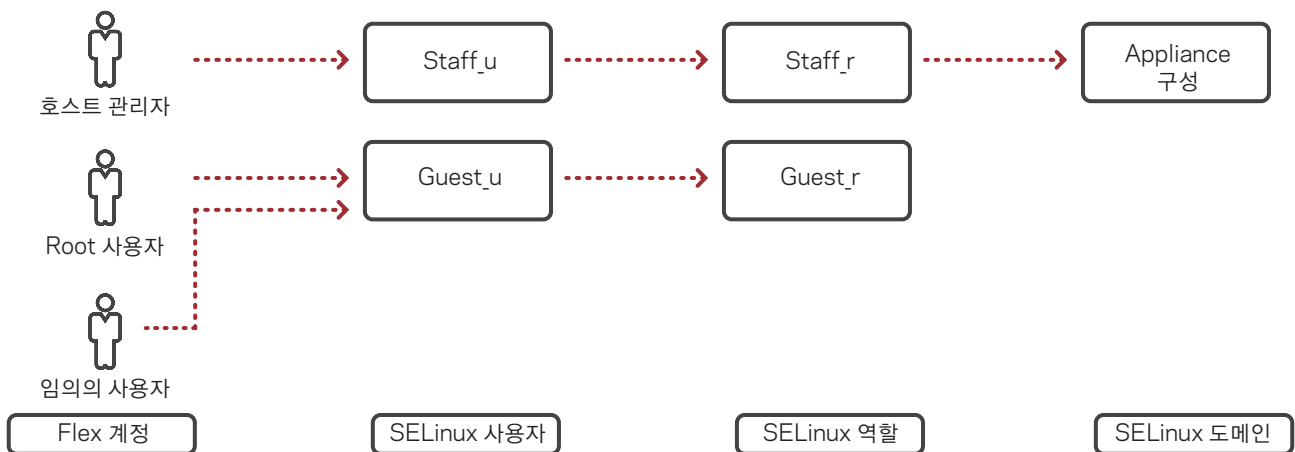 호스트 관리자
Staff_u
Staff_r
Appliance
구성
Root 사용자
Guest_u
Guest_r
임의의 사용자
Flex 계정
SELinux 사용자
SELinux 역할
SELinux 도메인